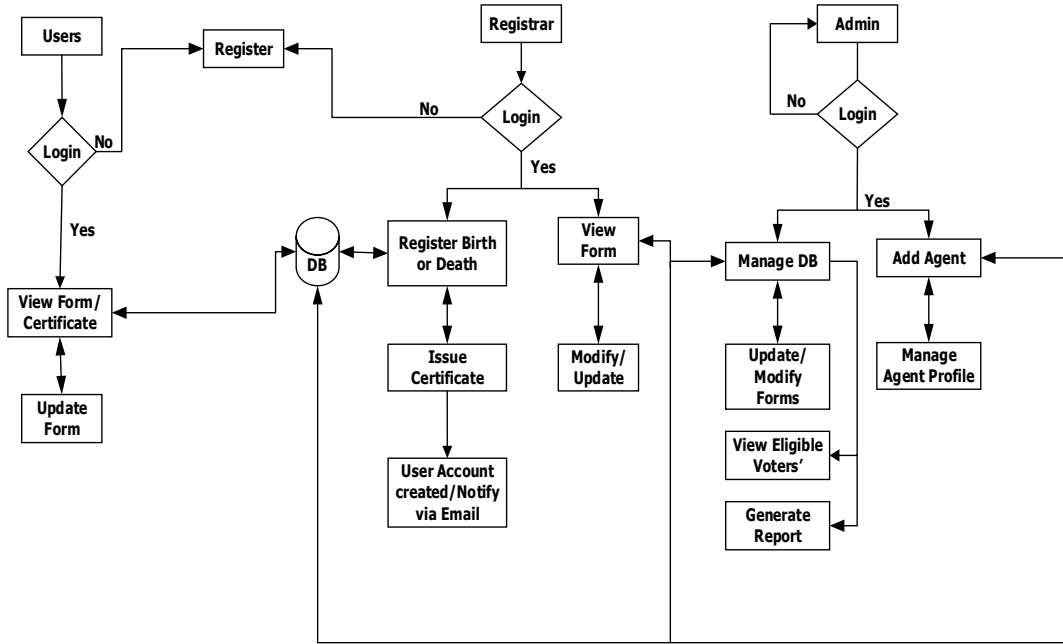 Users
Register
Registrar
Admin
No
Login
No
Login
No
Login
Yes
Yes
Yes
View Form/
Certificate
Update
Form
DB
Register Birth
or Death
Issue
Certificate
User Account
created/Notify
via Email
View
Form
Modify/
Update
Manage DB
Update/
Modify
Forms
View Eligible
Voters’
Generate
Report
Add Agent
Manage
Agent Profile